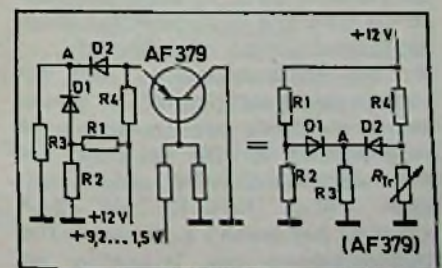 A D2 AF379
D1
R4
R3 R1
R2
+12V
+9,2...1,5V
=
+12V
R1 R4
D1 A D2
R2 R3 RTr
(AF379)